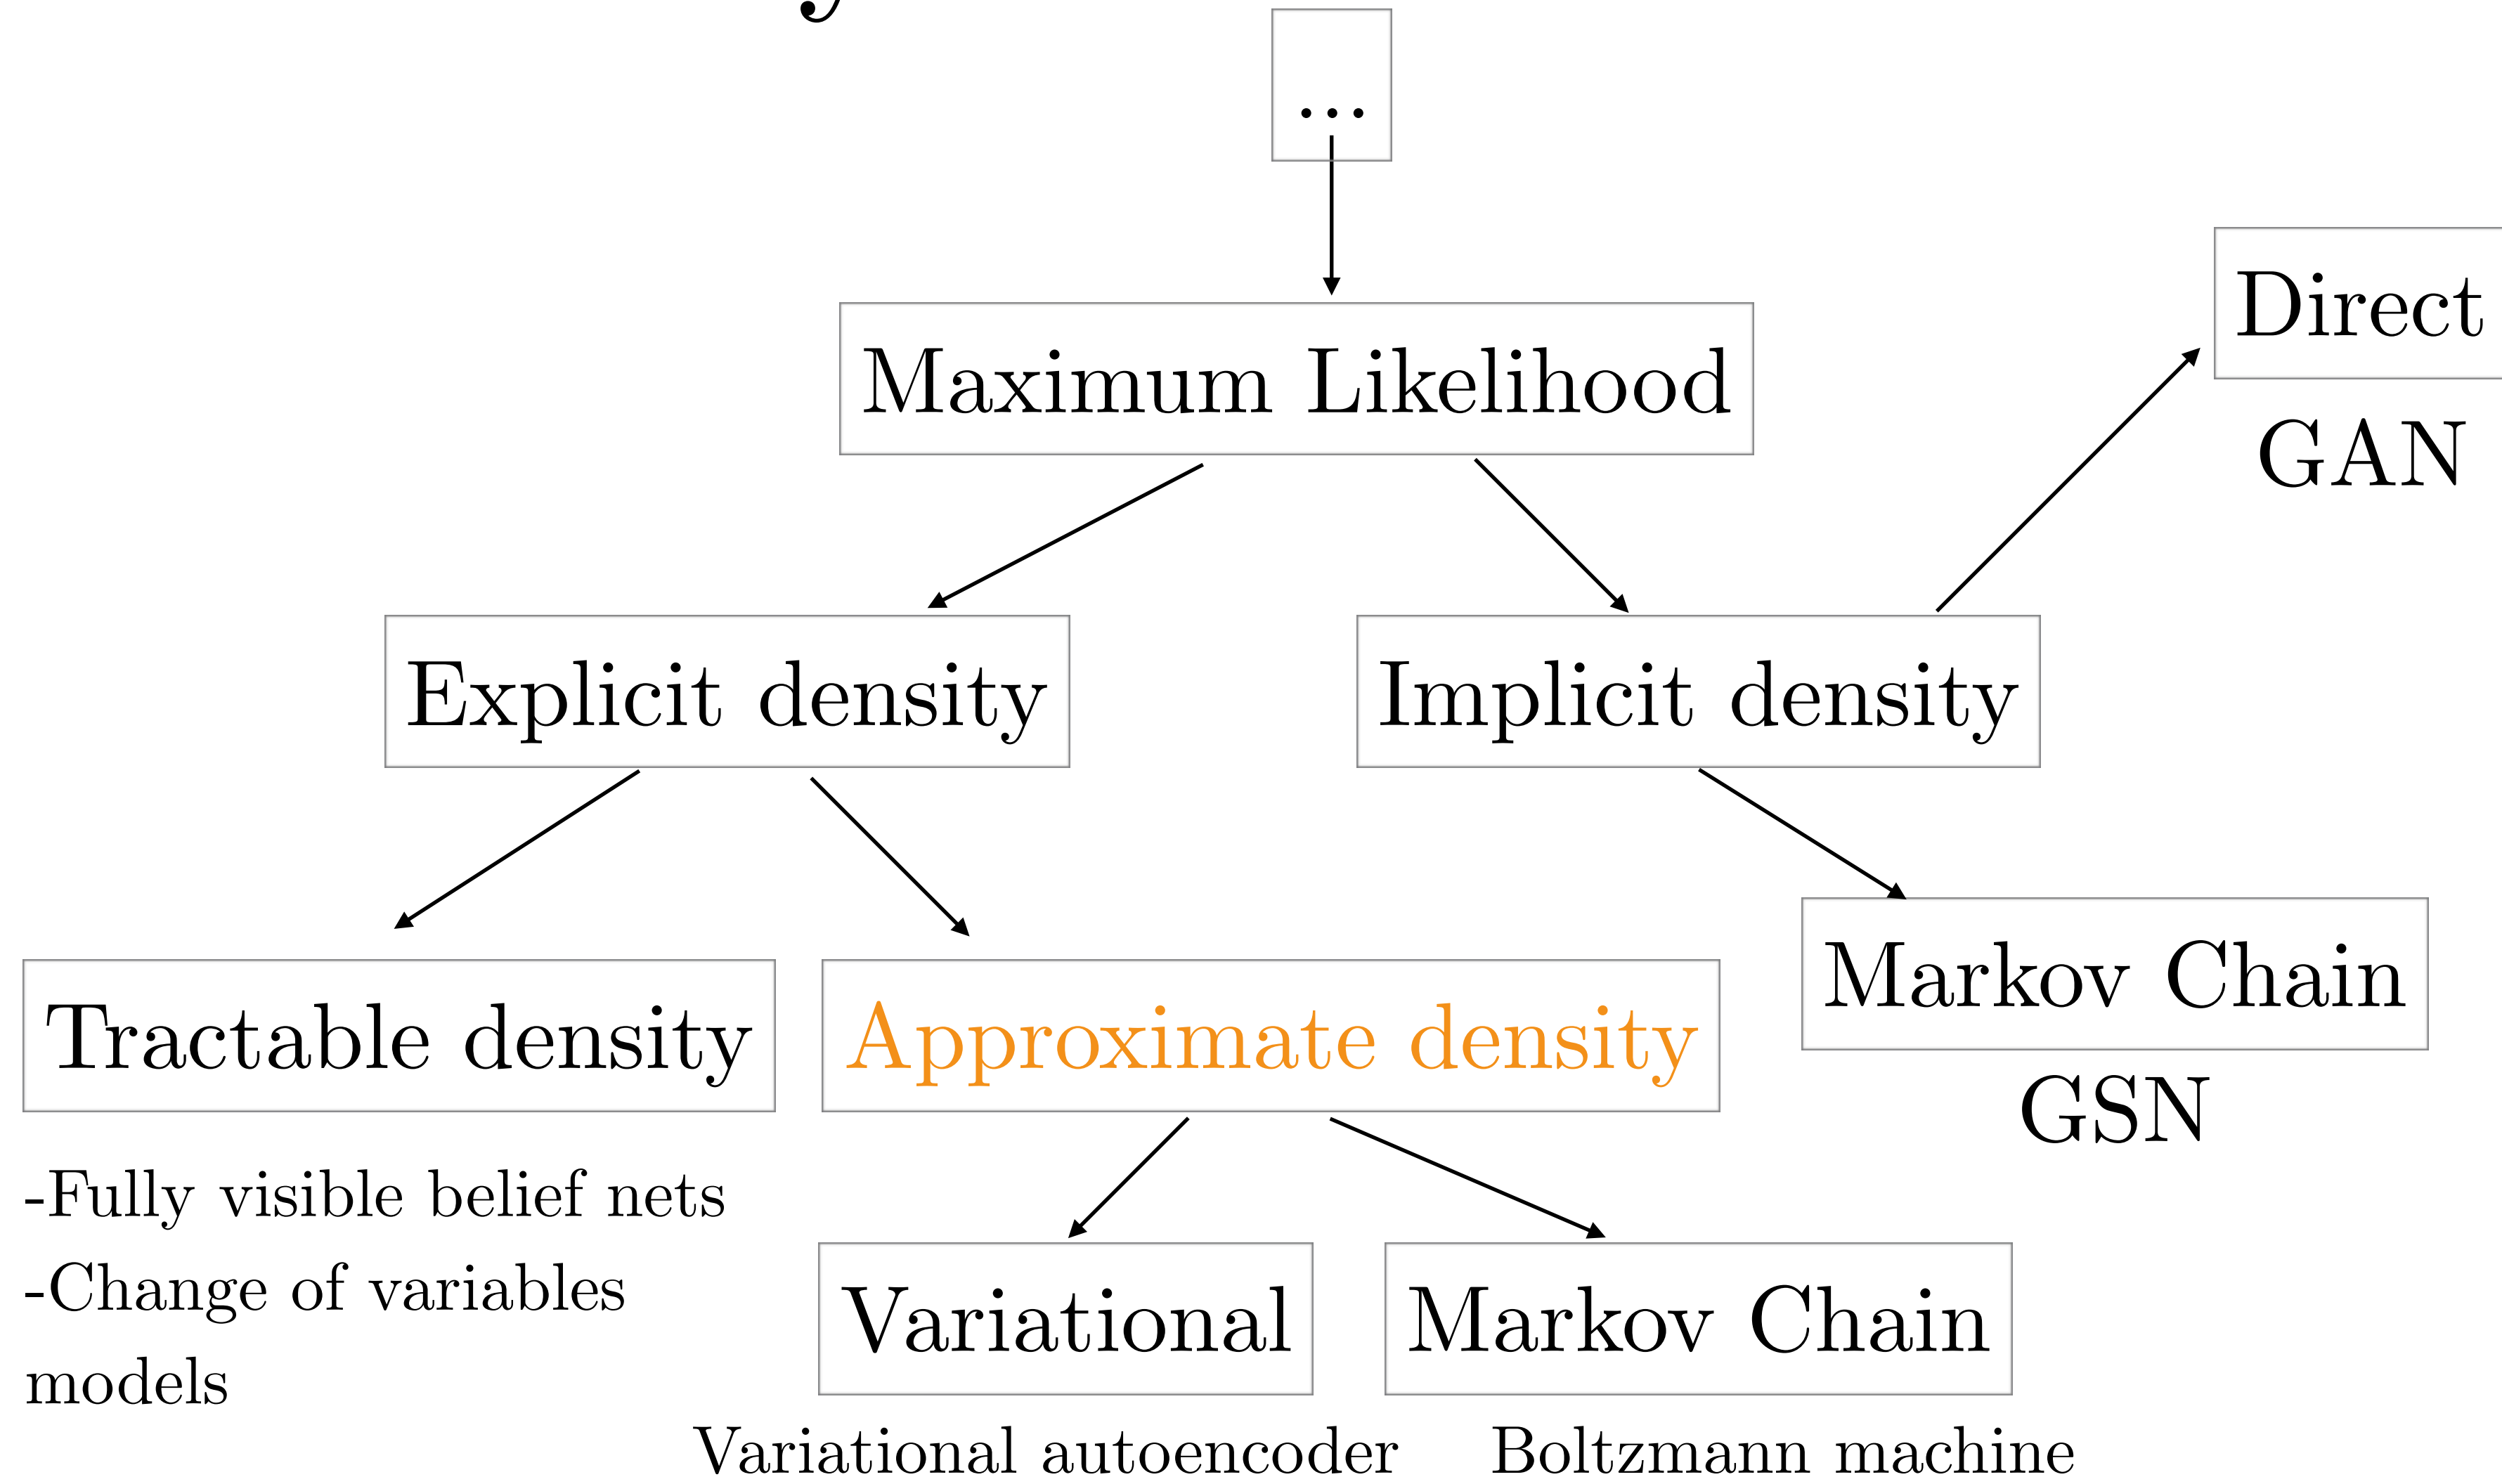 ...
Direct
Maximum Likelihood
GAN
Explicit density
Implicit density
Markov Chain
Tractable density
Approximate density
GSN
-Fully visible belief nets
-Change of variables
models
Variational
Markov Chain
Variational autoencoder
Boltzmann machine